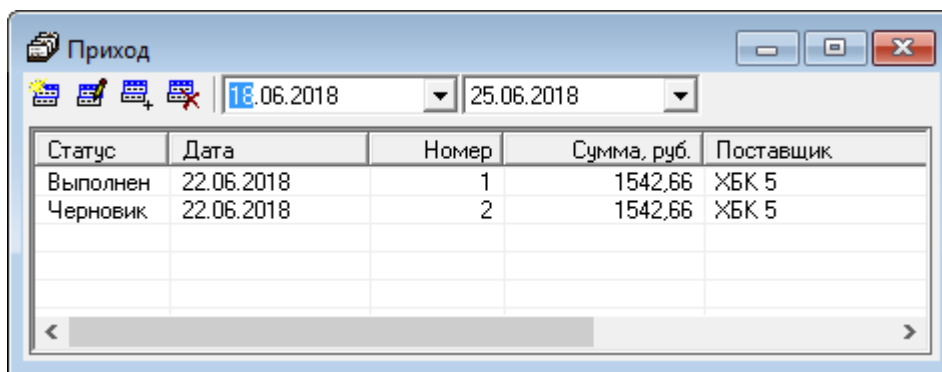 Приход
18.06.2018 25.06.2018
Статус Дата Номер Сумма, руб. Поставщик
Выполнен 22.06.2018 1 1542,66 ХБК 5
Черновик 22.06.2018 2 1542,66 ХБК 5